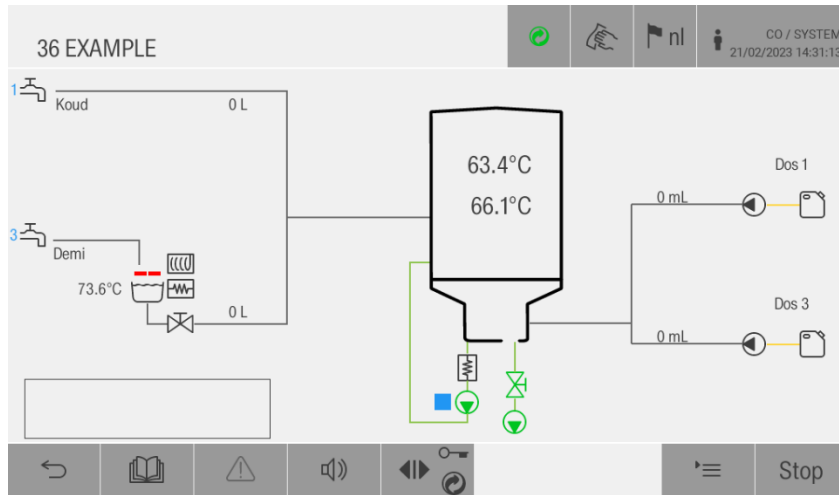 36 EXAMPLE
nl
CO / SYSTEM
21/02/2023 14:31:13
1
Koud
0 L
63.4°C
66.1°C
Dos 1
0 mL
3
Demi
73.6°C
0 L
Dos 3
0 mL
Stop